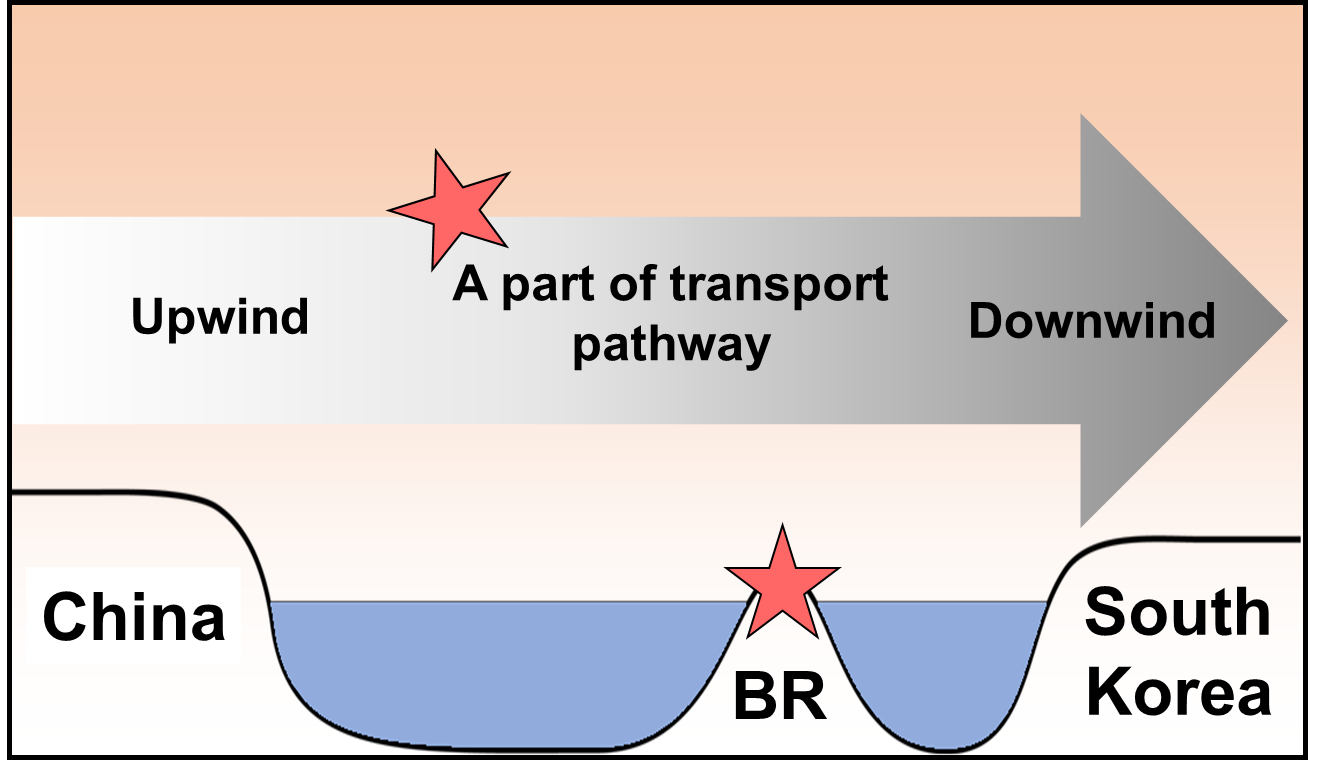 Upwind
A part of transport
pathway
Downwind
China
BR
South
Korea